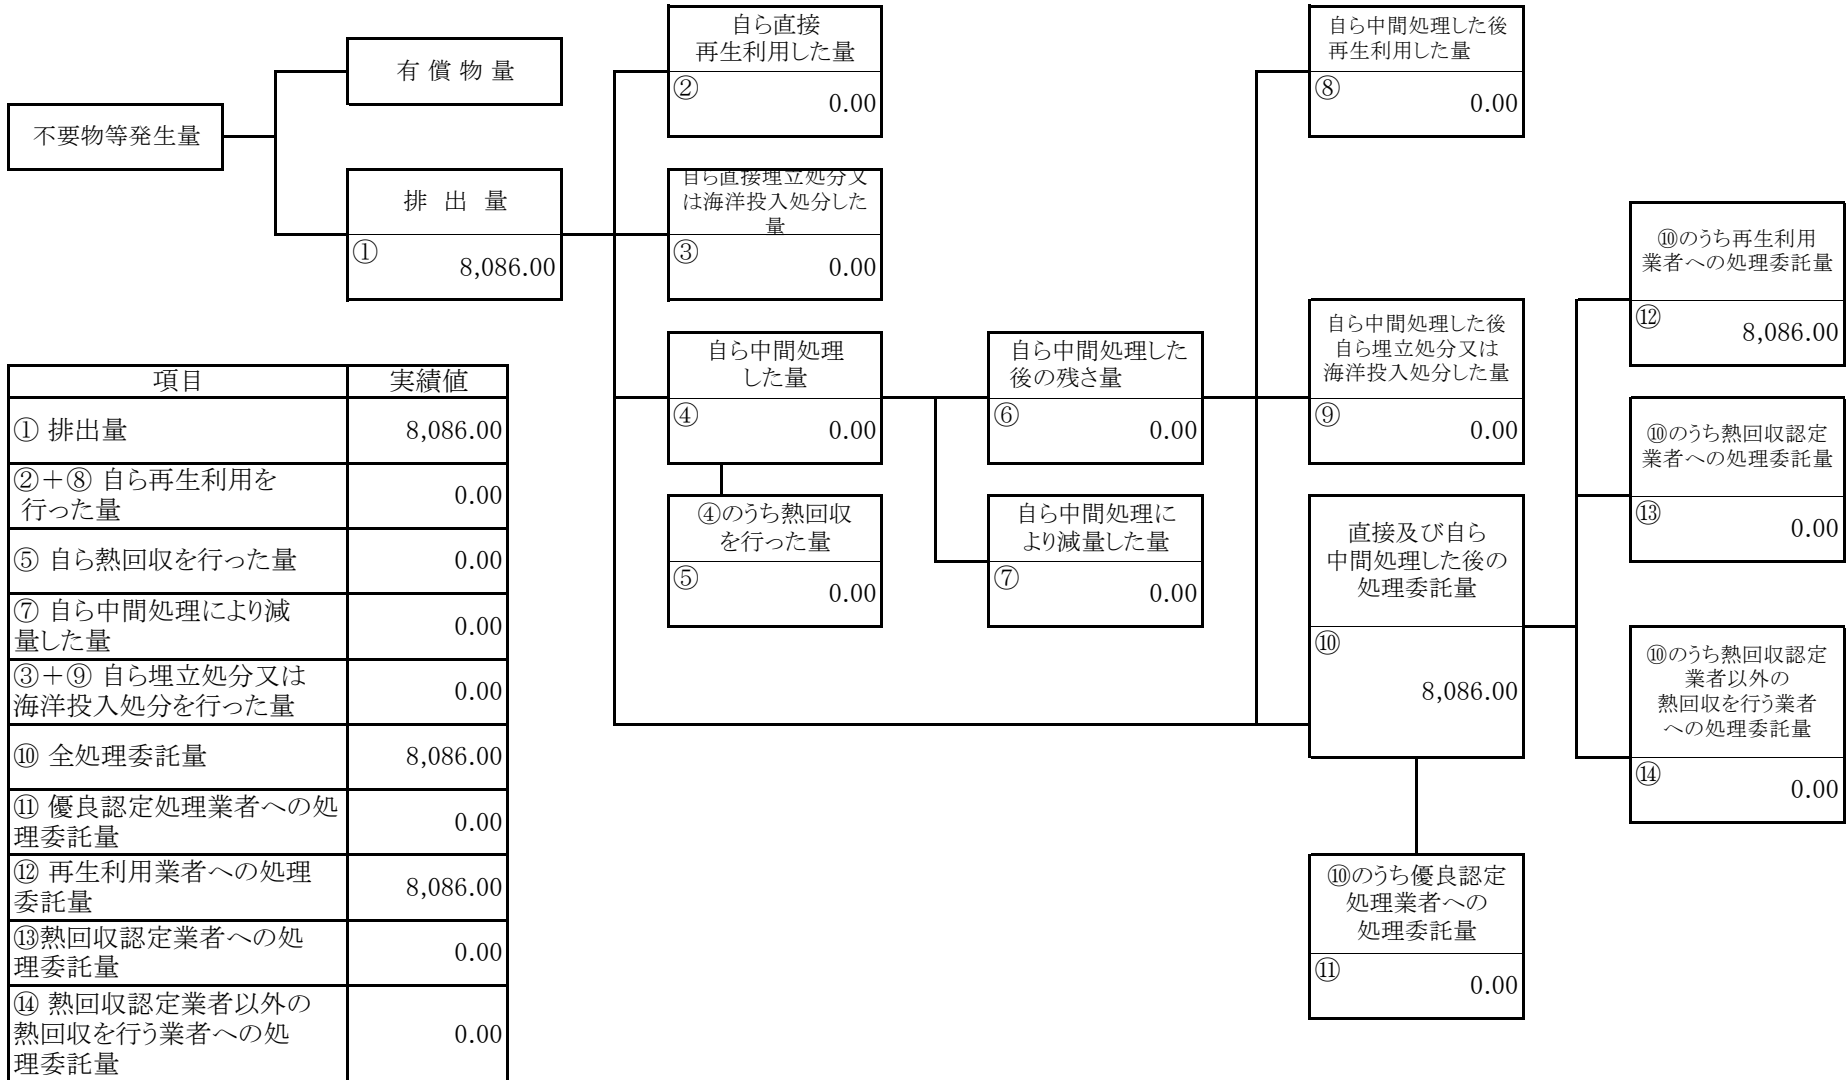 不要物等発生量
有 償 物 量
排 出 量
①
8,086.00
自ら直接
再生利用した量
②
0.00
自ら直接埋立処分又
は海洋投入処分した
量
③
0.00
自ら中間処理
した量
④
0.00
④のうち熱回収
を行った量
⑤
0.00
自ら中間処理した
後の残さ量
⑥
0.00
自ら中間処理に
より減量した量
⑦
0.00
自ら中間処理した後
再生利用した量
⑧
0.00
自ら中間処理した後
自ら埋立処分又は
海洋投入処分した量
⑨
0.00
直接及び自ら
中間処理した後の
処理委託量
⑩
8,086.00
⑩のうち優良認定
処理業者への
処理委託量
⑪
0.00
⑩のうち再生利用
業者への処理委託量
⑫
8,086.00
⑩のうち熱回収認定
業者への処理委託量
⑬
0.00
⑩のうち熱回収認定
業者以外の
熱回収を行う業者
への処理委託量
⑭
0.00
項目 実績値
① 排出量 8,086.00
②＋⑧ 自ら再生利用を
行った量 0.00
⑤ 自ら熱回収を行った量 0.00
⑦ 自ら中間処理により減
量した量 0.00
③＋⑨ 自ら埋立処分又は
海洋投入処分を行った量 0.00
⑩ 全処理委託量 8,086.00
⑪ 優良認定処理業者への処
理委託量 0.00
⑫ 再生利用業者への処理
委託量 8,086.00
⑬熱回収認定業者への処
理委託量 0.00
⑭ 熱回収認定業者以外の
熱回収を行う業者への処
理委託量 0.00